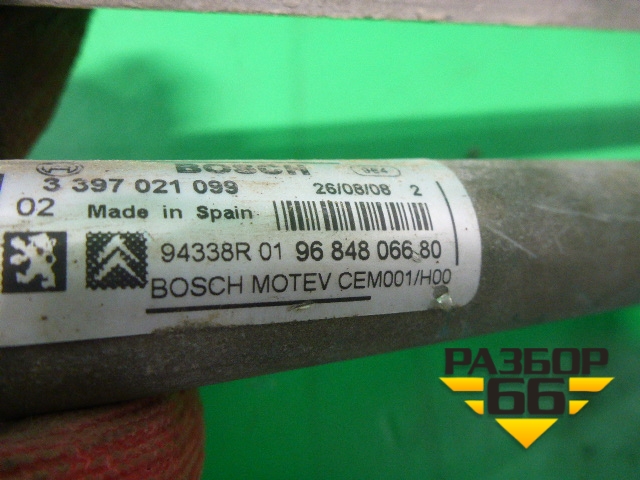 BOSCH
3 397 021 099 26/08/08 2
02 Made in Spain
94338R 01 96 848 066 80
BOSCH MOTEV CEM001/H00
РАЗБОР
66